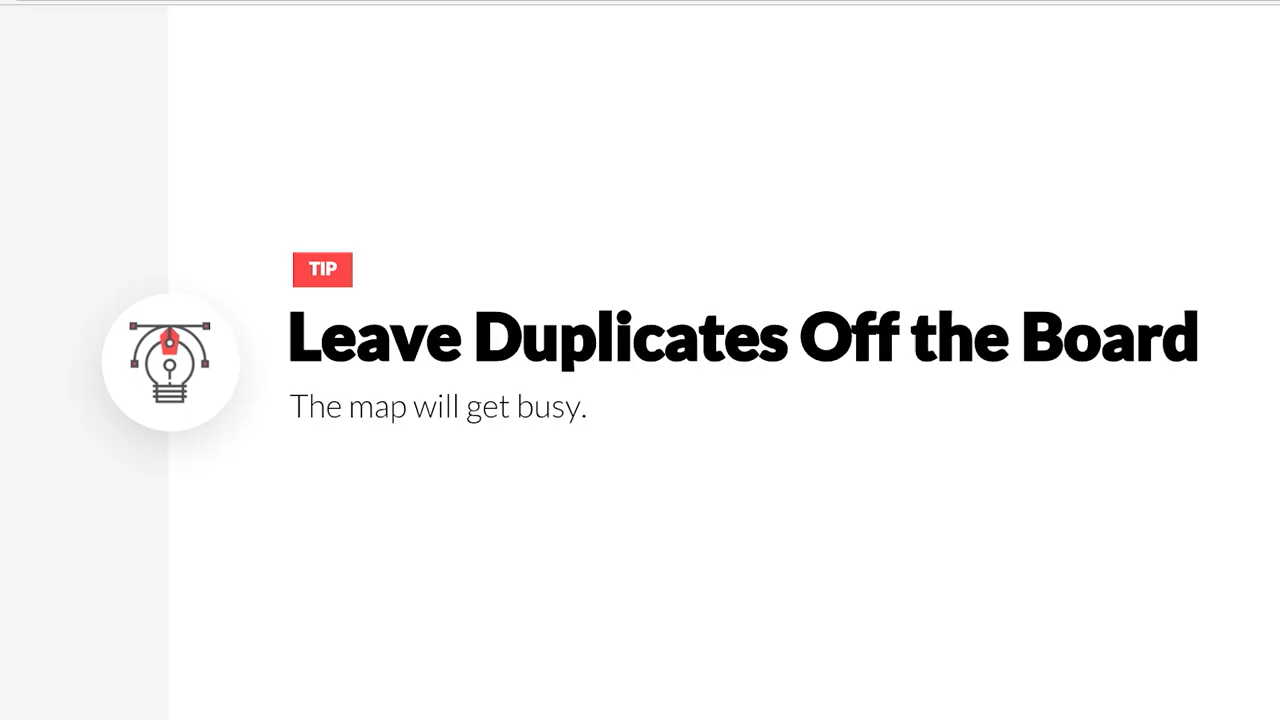 TIP
Leave Duplicates Off the Board
The map will get busy.